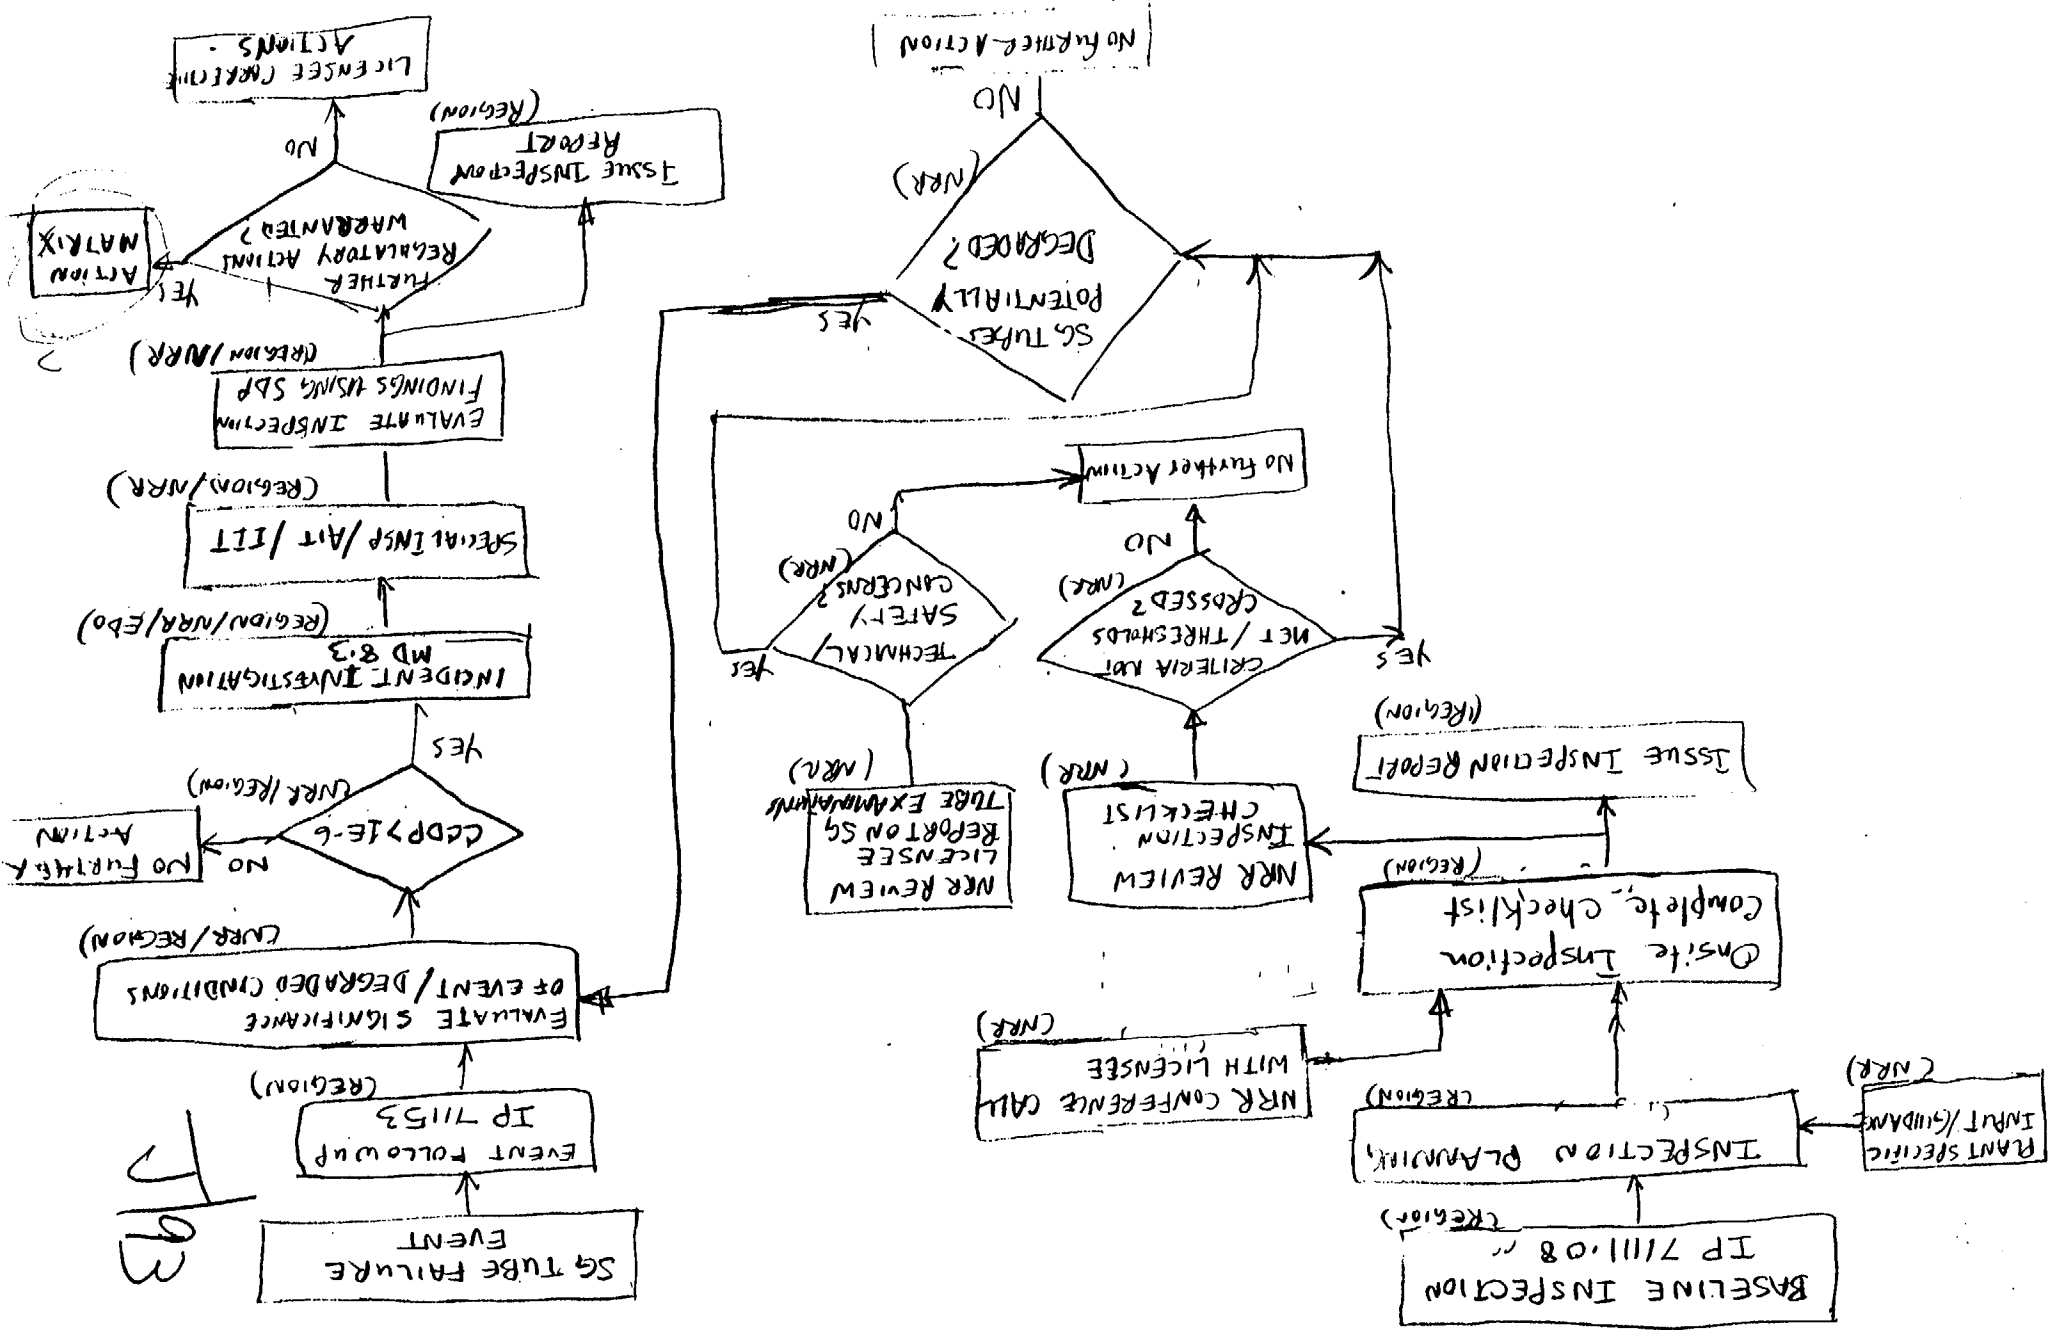 BASELINE INSPECTION
IP 71111.08
(REGION)
PLANT SPECIFIC
INPUT/GUIDANCE
(NRR)
INSPECTION PLANNING
(REGION)
NRR CONFERENCE CALL
WITH LICENSEE
(NRR)
Onsite Inspection
Complete Checklist
(REGION)
ISSUE INSPECTION REPORT
(REGION)
NRR REVIEW
INSPECTION
CHECKLIST
(NRR)
NRR REVIEW
LICENSEE
REPORT ON SG
TUBE EXAMINATIONS
(NRR)
CRITERIA NOT
MET/THRESHOLDS
CROSSED?
(NRR)
YES
NO
TECHNICAL/
SAFETY
CONCERNS?
(NRR)
YES
NO
No Further Action
SG TUBES
POTENTIALLY
DEGRADED?
(NRR)
YES
NO
NO FURTHER ACTION
SG TUBE FAILURE
EVENT
EVENT FOLLOWUP
IP 71153
(REGION)
EVALUATE SIGNIFICANCE
OF EVENT/DEGRADED CONDITIONS
(NRR/REGION)
CCDP>1E-6
(NRR/REGION)
NO
NO FURTHER
ACTION
YES
INCIDENT INVESTIGATION
MD 8.3
(REGION/NRR/EDO)
SPECIAL INSP/AIT/IIT
(REGION/NRR)
EVALUATE INSPECTION
FINDINGS USING SDP
(REGION/NRR)
FURTHER
REGULATORY ACTIONS
WARRANTED?
YES
ACTION
MATRIX
?
NO
ISSUE INSPECTION
REPORT
(REGION)
LICENSEE CORRECTIVE
ACTIONS